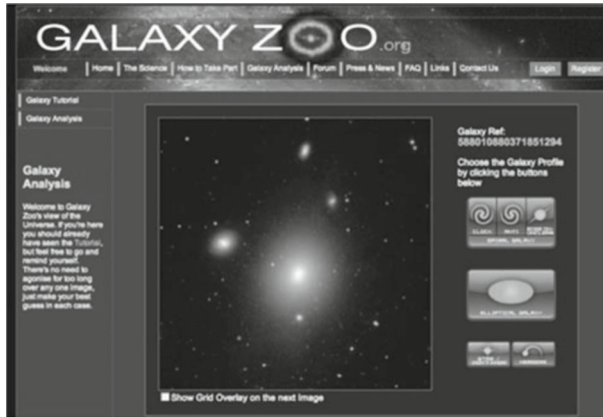 GALAXY ZOO.org
Welcome Home The Science How to Take Part Galaxy Analysis Forum Press & News FAQ Links Contact Us Login Register
Galaxy Tutorial
Galaxy Analysis
Galaxy
Analysis
Welcome to Galaxy
Zoo's view of the
Universe. If you're here
you should already
have seen the Tutorial,
but feel free to go and
remind yourself.
There's no need to
agonise for too long
over any one image,
just make your best
guess in each case.
Galaxy Ref:
588010880371851294
Choose the Galaxy Profile
by clicking the buttons
below
CLOCK ANTI
SPIRAL GALAXY
ELLIPTICAL GALAXY
Show Grid Overlay on the next image